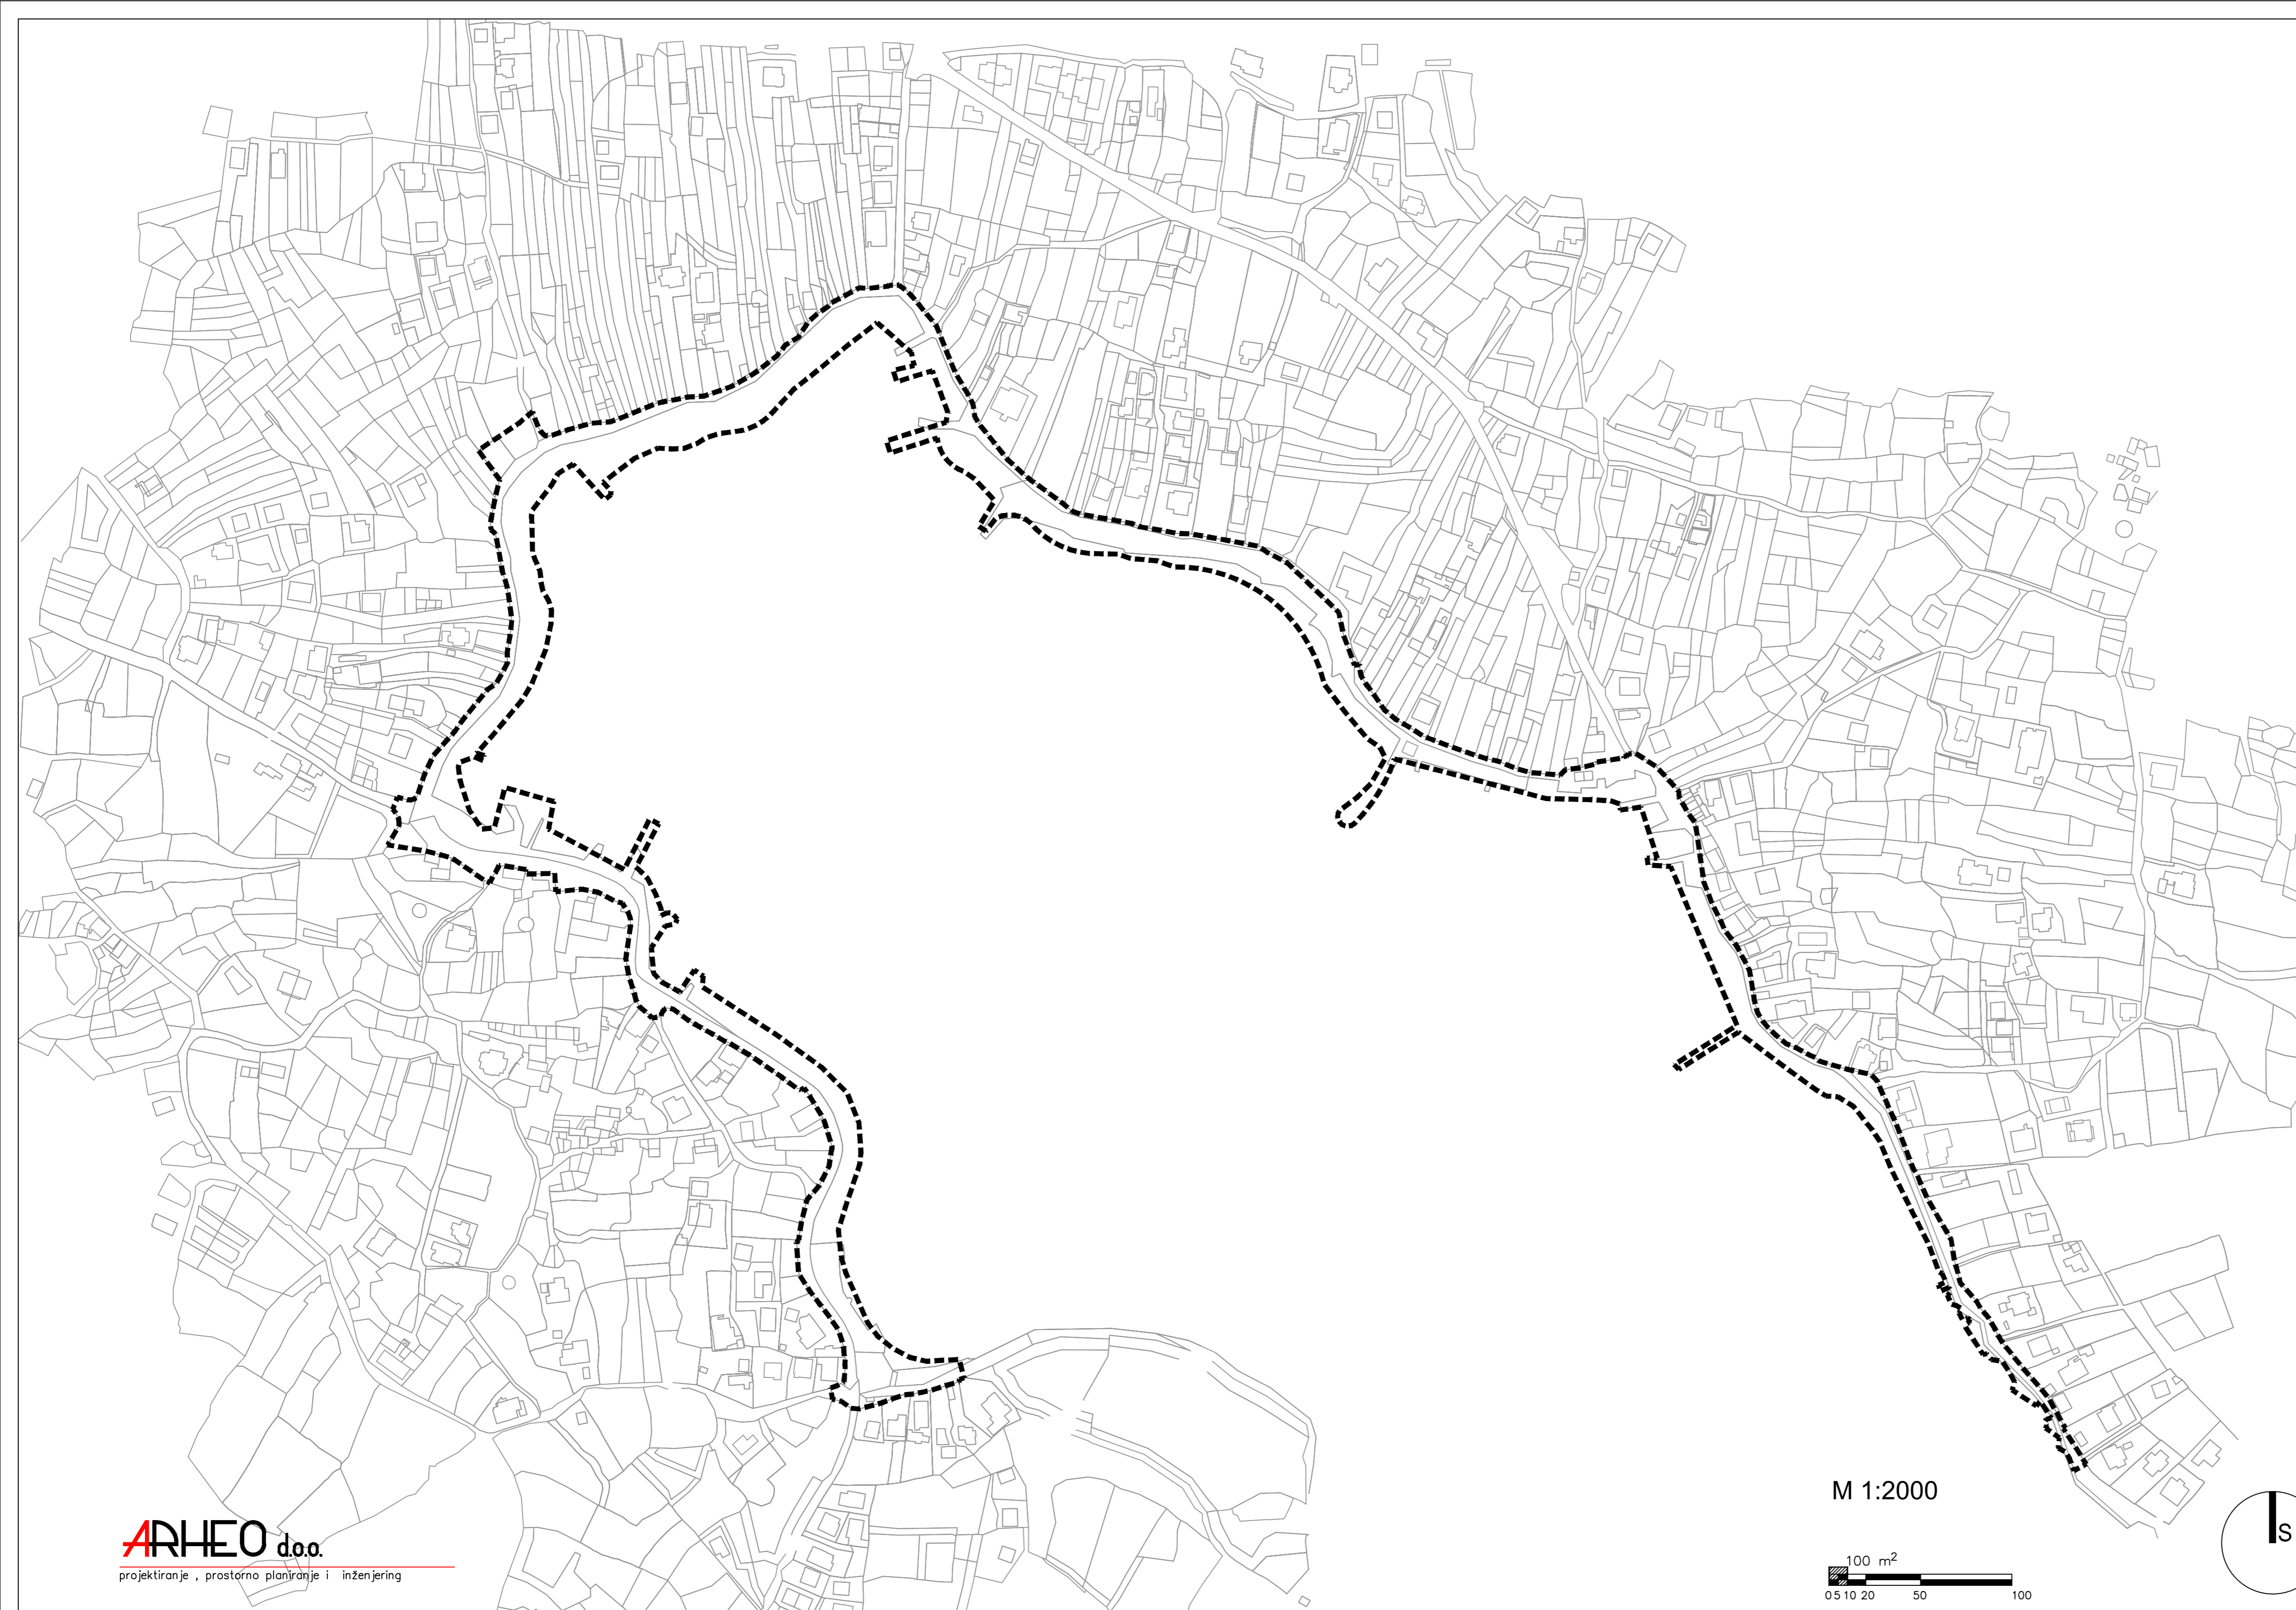 M 1:2000
S
ARHEO d.o.o.
projektiranje , prostorno planiranje i inženjering
100 m²
0 5 10 20 50 100